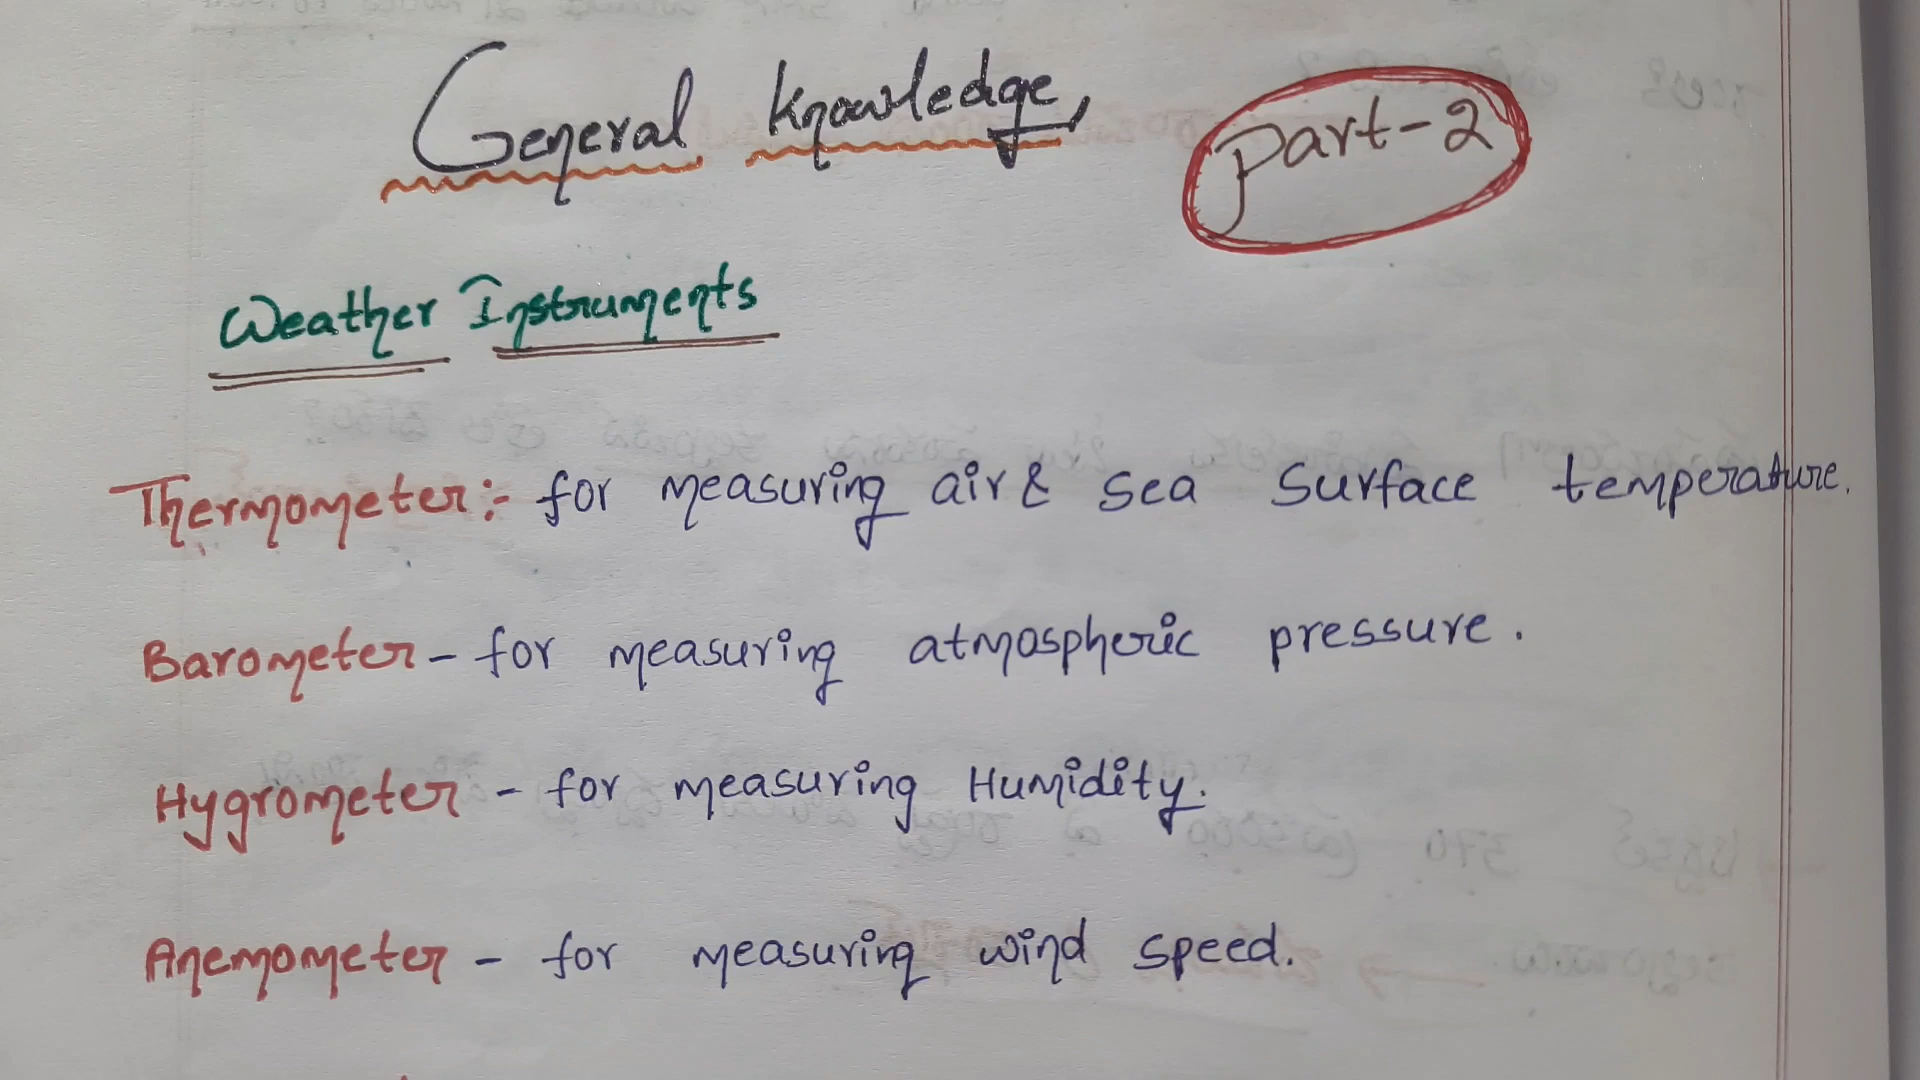 General Knowledge,
Part-2
Weather Instruments
Thermometer:- for measuring air & sea surface temperature.
Barometer - for measuring atmospheric pressure.
Hygrometer - for measuring Humidity.
Anemometer - for measuring wind speed.